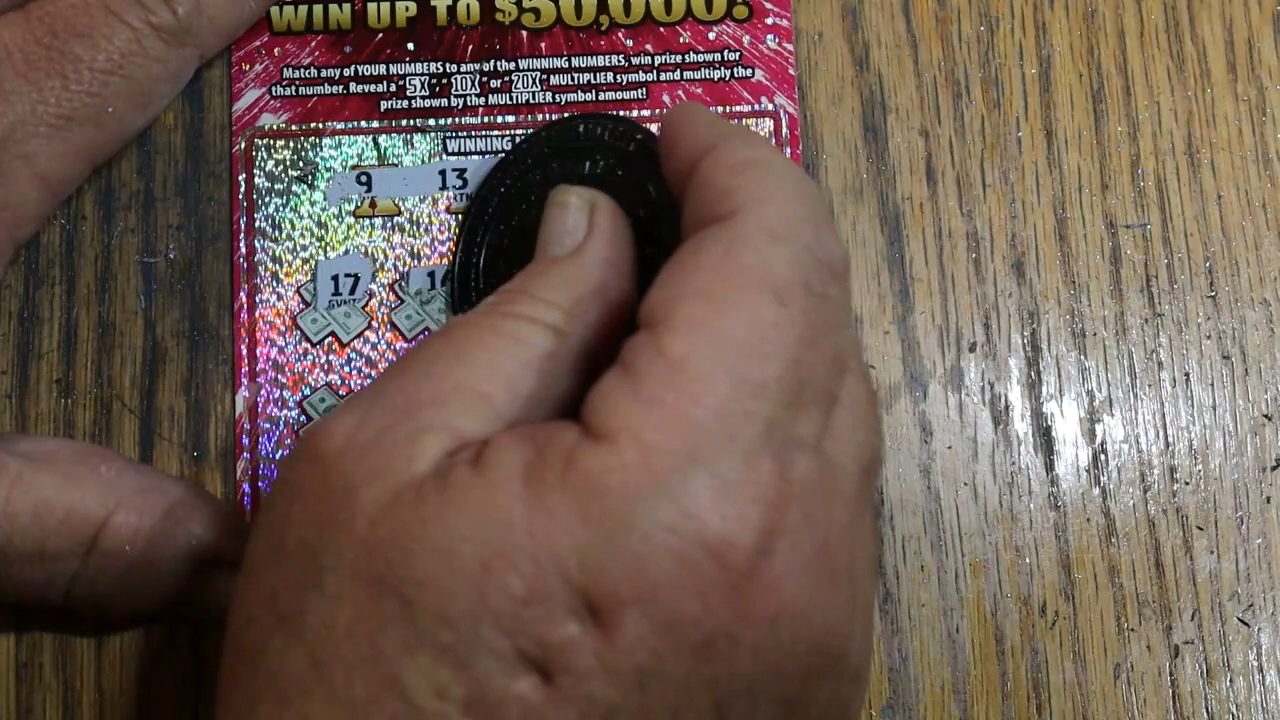 WIN UP TO $50,000!
Match any of YOUR NUMBERS to any of the WINNING NUMBERS, win prize shown for
that number. Reveal a "5X", "10X" or "20X" MULTIPLIER symbol and multiply the
prize shown by the MULTIPLIER symbol amount!
WINNING
9 13
17